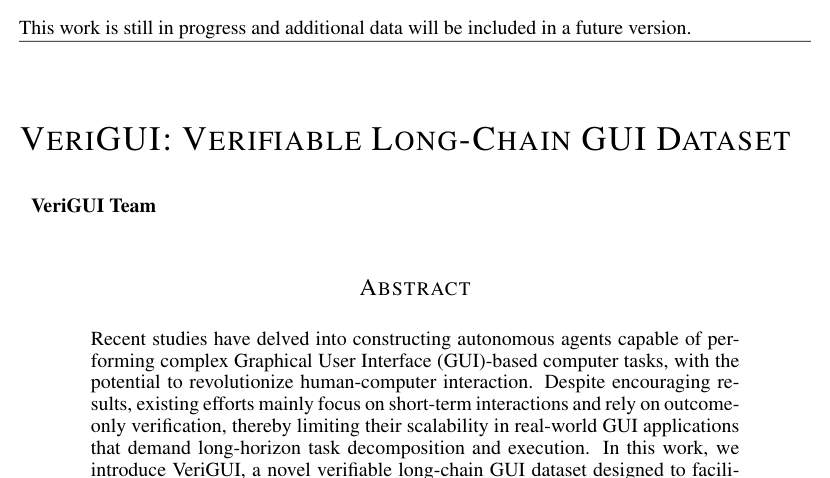 This work is still in progress and additional data will be included in a future version.
VERIGUI: VERIFIABLE LONG-CHAIN GUI DATASET
VeriGUI Team
ABSTRACT
Recent studies have delved into constructing autonomous agents capable of per-
forming complex Graphical User Interface (GUI)-based computer tasks, with the
potential to revolutionize human-computer interaction. Despite encouraging re-
sults, existing efforts mainly focus on short-term interactions and rely on outcome-
only verification, thereby limiting their scalability in real-world GUI applications
that demand long-horizon task decomposition and execution. In this work, we
introduce VeriGUI, a novel verifiable long-chain GUI dataset designed to facili-